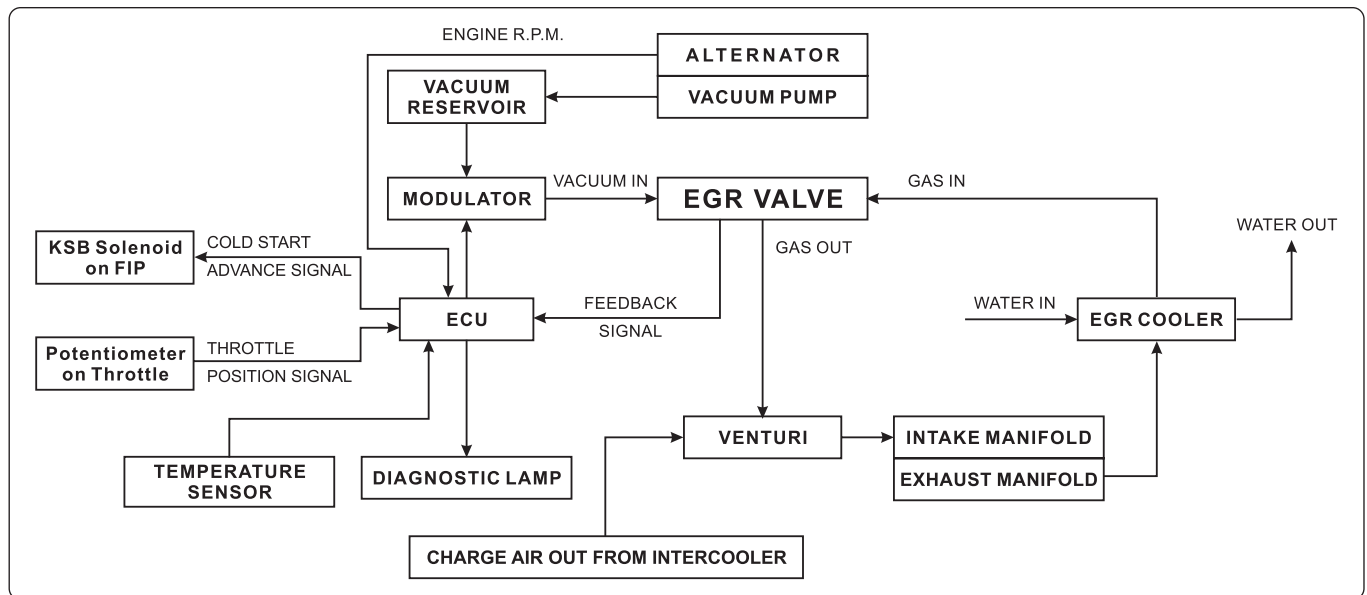 ENGINE R.P.M.
ALTERNATOR
VACUUM
RESERVOIR
VACUUM PUMP
MODULATOR
VACUUM IN
EGR VALVE
GAS IN
GAS OUT
WATER OUT
KSB Solenoid
on FIP
COLD START
ADVANCE SIGNAL
ECU
FEEDBACK
SIGNAL
WATER IN
EGR COOLER
Potentiometer
on Throttle
THROTTLE
POSITION SIGNAL
VENTURI
INTAKE MANIFOLD
EXHAUST MANIFOLD
TEMPERATURE
SENSOR
DIAGNOSTIC LAMP
CHARGE AIR OUT FROM INTERCOOLER